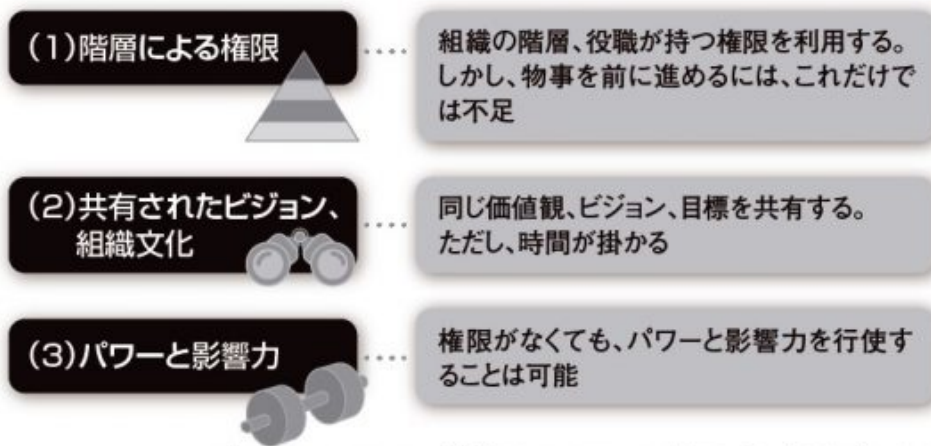 (1)階層による権限
組織の階層、役職が持つ権限を利用する。
しかし、物事を前に進めるには、これだけで
は不足
(2)共有されたビジョン、
組織文化
同じ価値観、ビジョン、目標を共有する。
ただし、時間が掛かる
(3)パワーと影響力
権限がなくても、パワーと影響力を行使す
ることは可能